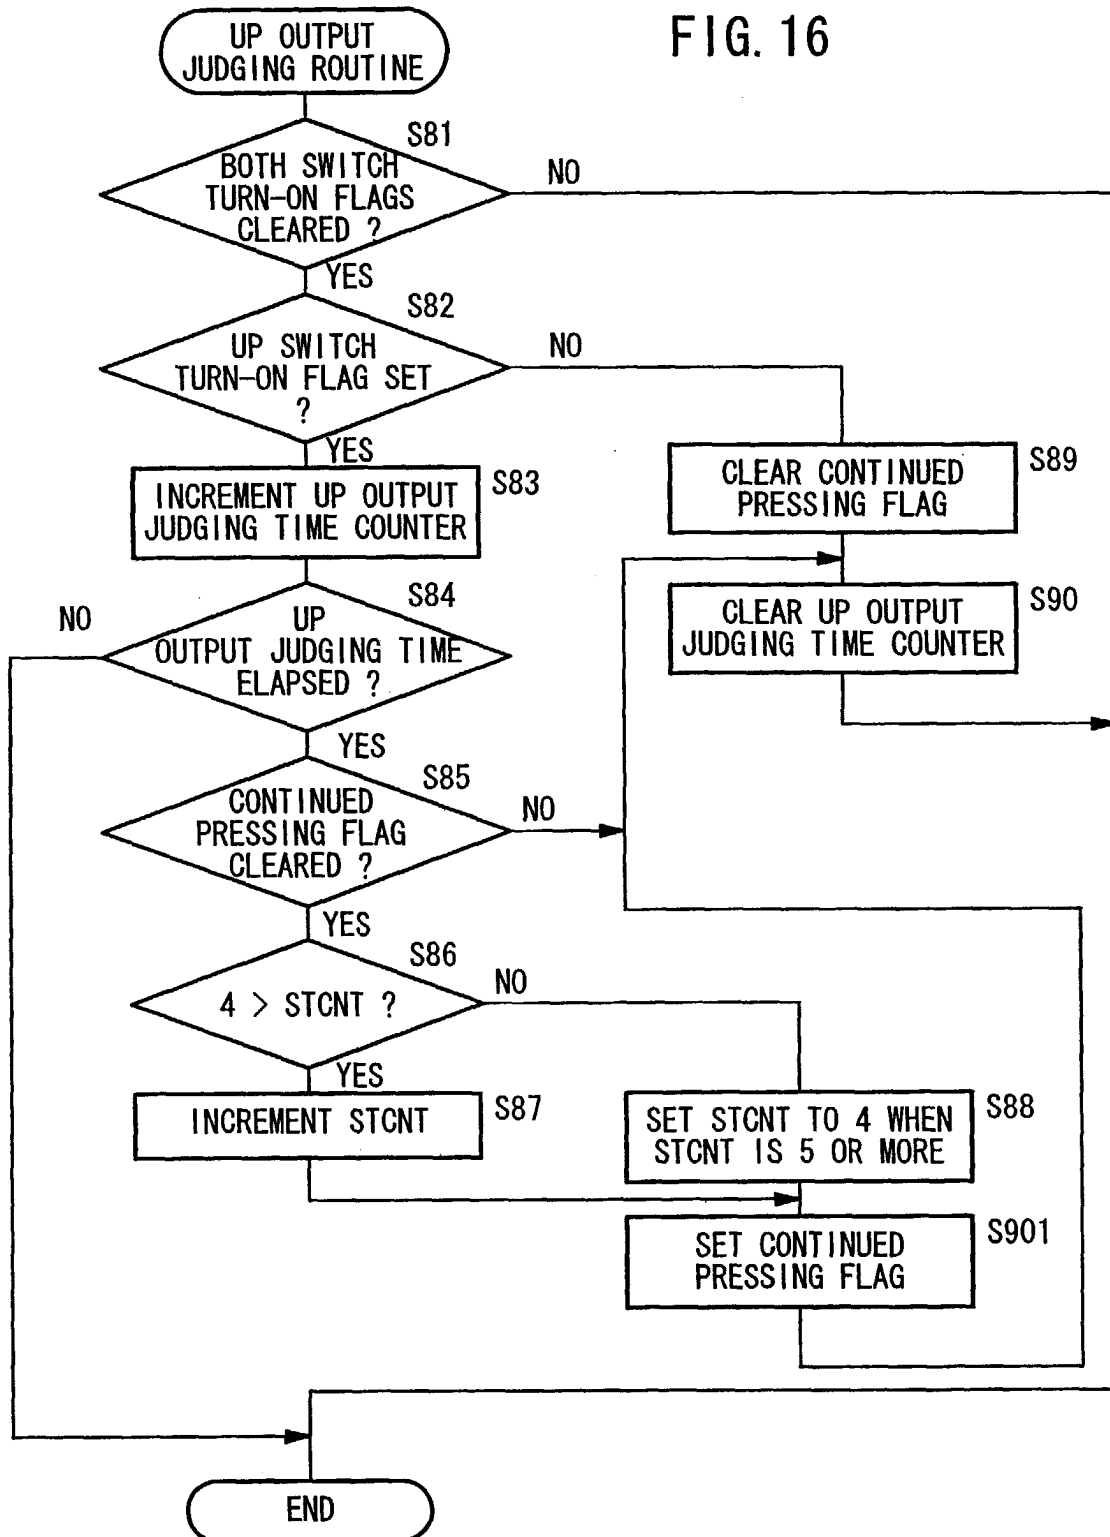 FIG. 16
UP OUTPUT
JUDGING ROUTINE
S81
BOTH SWITCH
TURN-ON FLAGS
CLEARED ?
NO
YES
S82
UP SWITCH
TURN-ON FLAG SET
?
NO
YES
S83
INCREMENT UP OUTPUT
JUDGING TIME COUNTER
S89
CLEAR CONTINUED
PRESSING FLAG
S84
NO
UP
OUTPUT JUDGING TIME
ELAPSED ?
S90
CLEAR UP OUTPUT
JUDGING TIME COUNTER
YES
S85
CONTINUED
PRESSING FLAG
CLEARED ?
NO
YES
S86
4 > STCNT ?
NO
YES
INCREMENT STCNT
S87
SET STCNT TO 4 WHEN
STCNT IS 5 OR MORE
S88
SET CONTINUED
PRESSING FLAG
S901
END